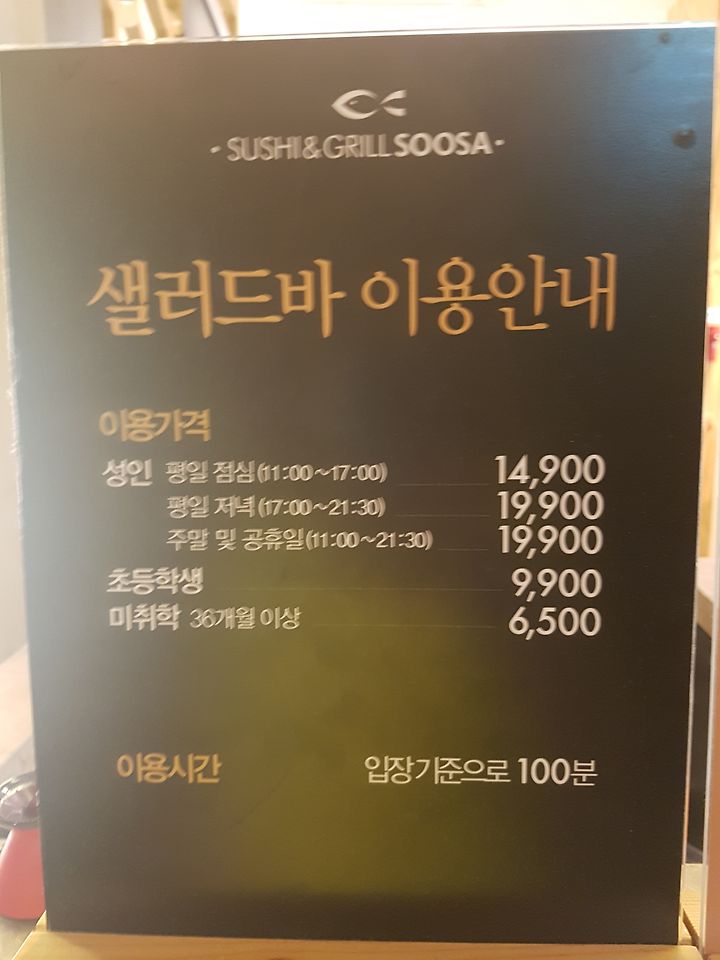 · SUSHI & GRILL SOOSA ·
샐러드바 이용안내
이용가격
성인 평일 점심 (11:00~17:00) 14,900
평일 저녁 (17:00~21:30) 19,900
주말 및 공휴일 (11:00~21:30) 19,900
초등학생 9,900
미취학 36개월 이상 6,500
이용시간 입장 기준으로 100분